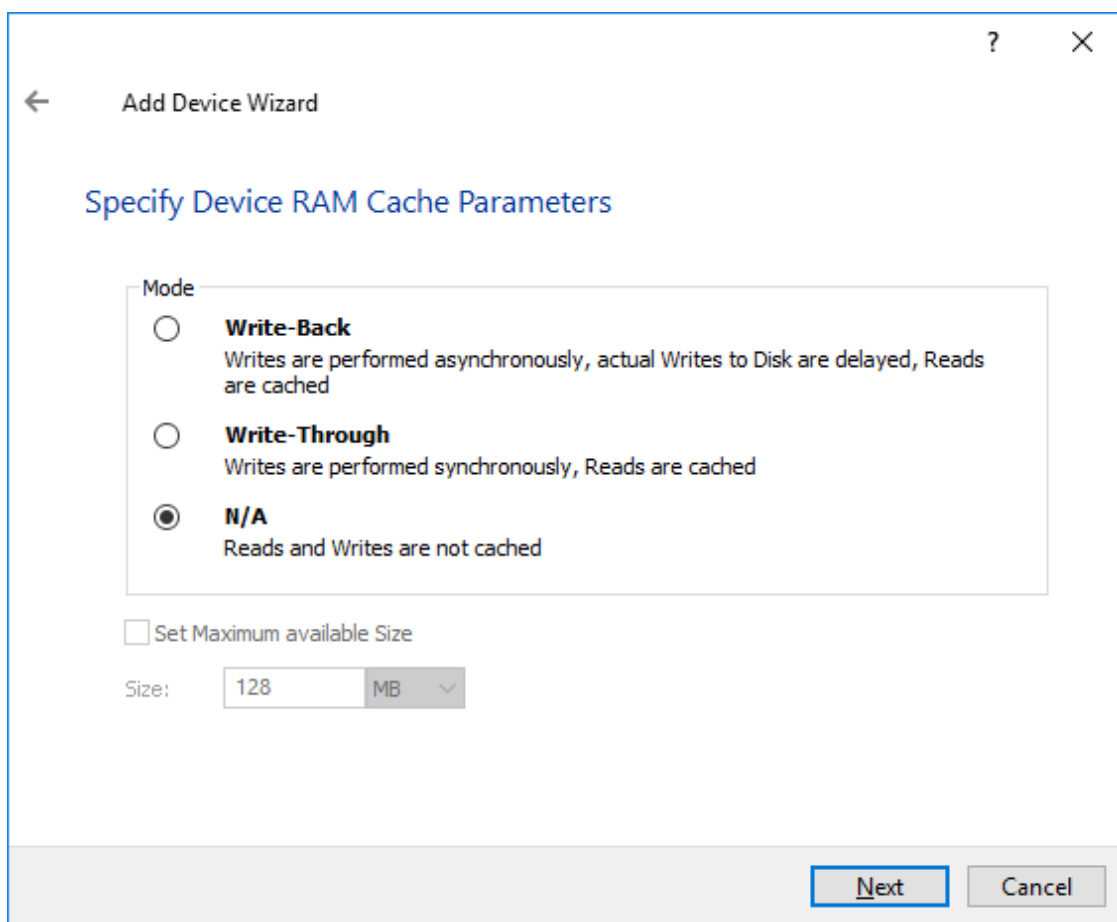 ?
Add Device Wizard
Specify Device RAM Cache Parameters
Mode
Write-Back
Writes are performed asynchronously, actual Writes to Disk are delayed, Reads
are cached
Write-Through
Writes are performed synchronously, Reads are cached
N/A
Reads and Writes are not cached
Set Maximum available Size
Size: 128 MB
Next Cancel